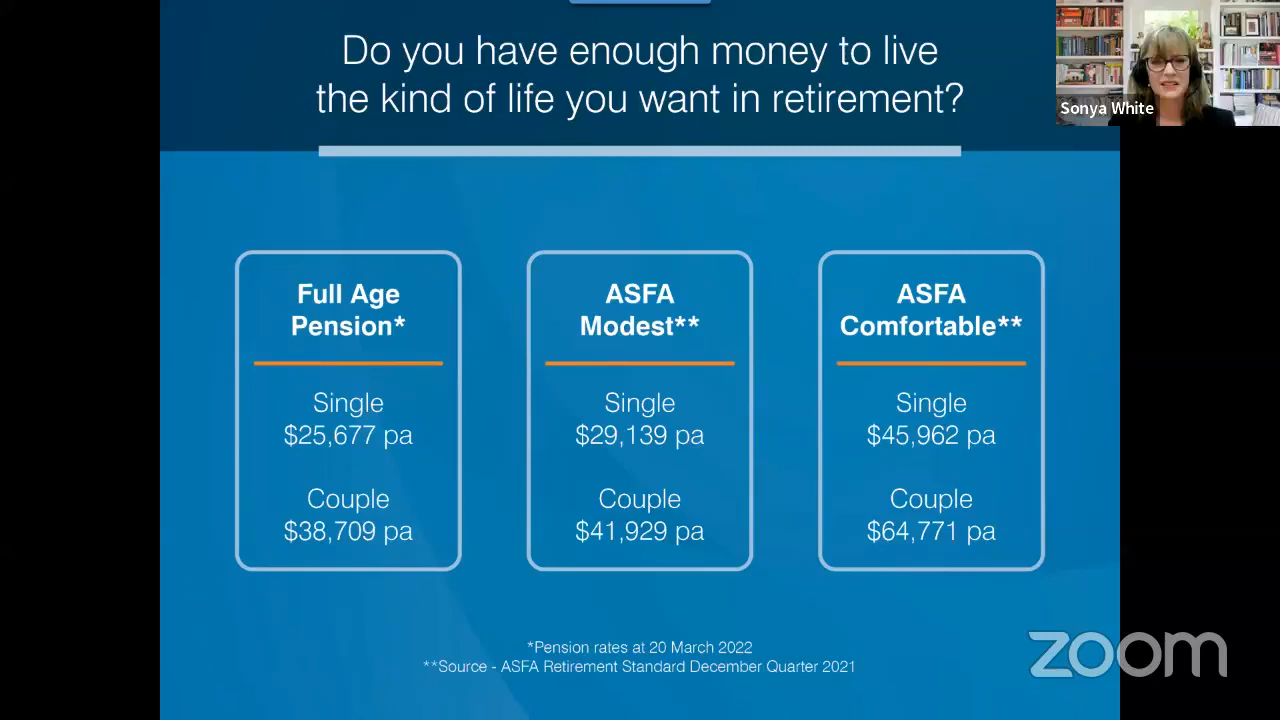 Do you have enough money to live
the kind of life you want in retirement?
Sonya White
Full Age
Pension*
Single
$25,677 pa
Couple
$38,709 pa
ASFA
Modest**
Single
$29,139 pa
Couple
$41,929 pa
ASFA
Comfortable**
Single
$45,962 pa
Couple
$64,771 pa
*Pension rates at 20 March 2022
**Source - ASFA Retirement Standard December Quarter 2021
zoom